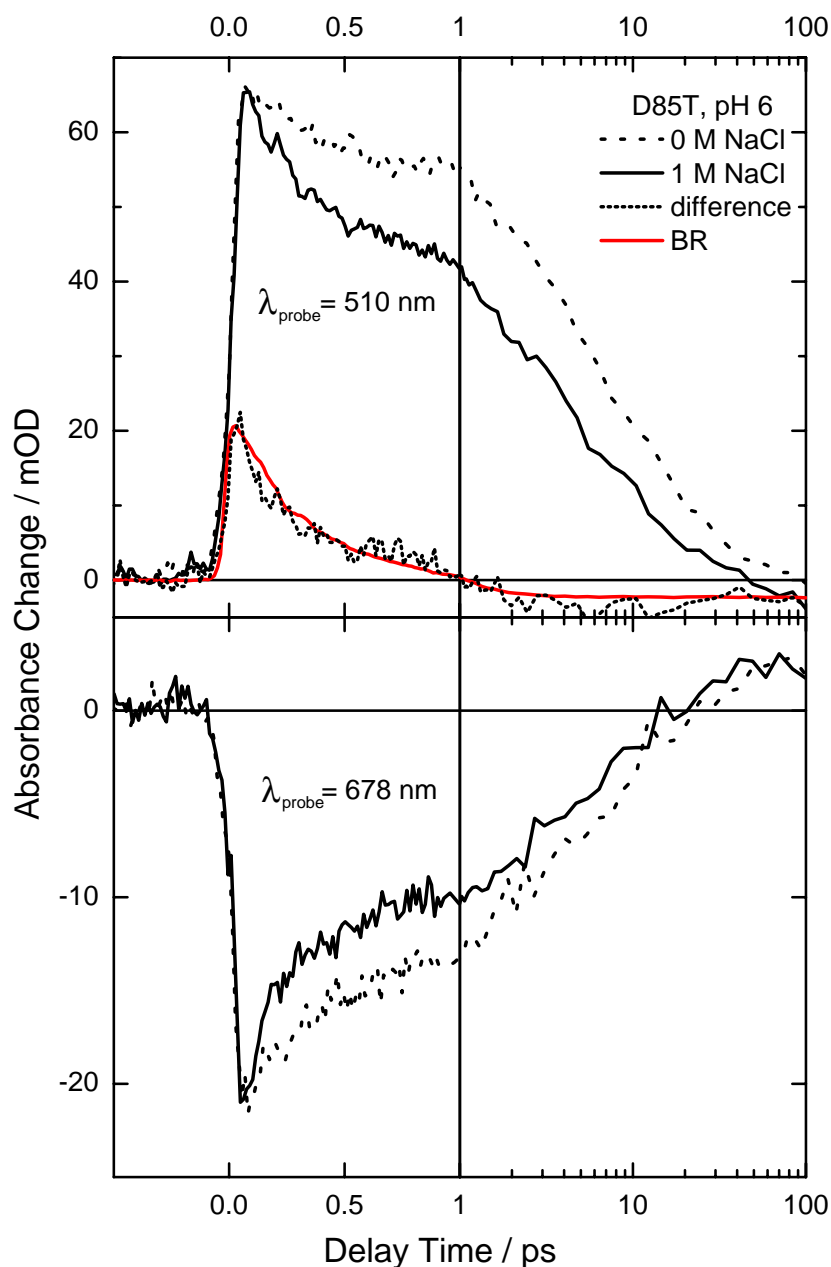 0.0 0.5 1 10 100
D85T, pH 6
0 M NaCl
1 M NaCl
difference
BR
60
40
20
0
λprobe= 510 nm
Absorbance Change / mOD
0
-10
-20
λprobe= 678 nm
0.0 0.5 1 10 100
Delay Time / ps